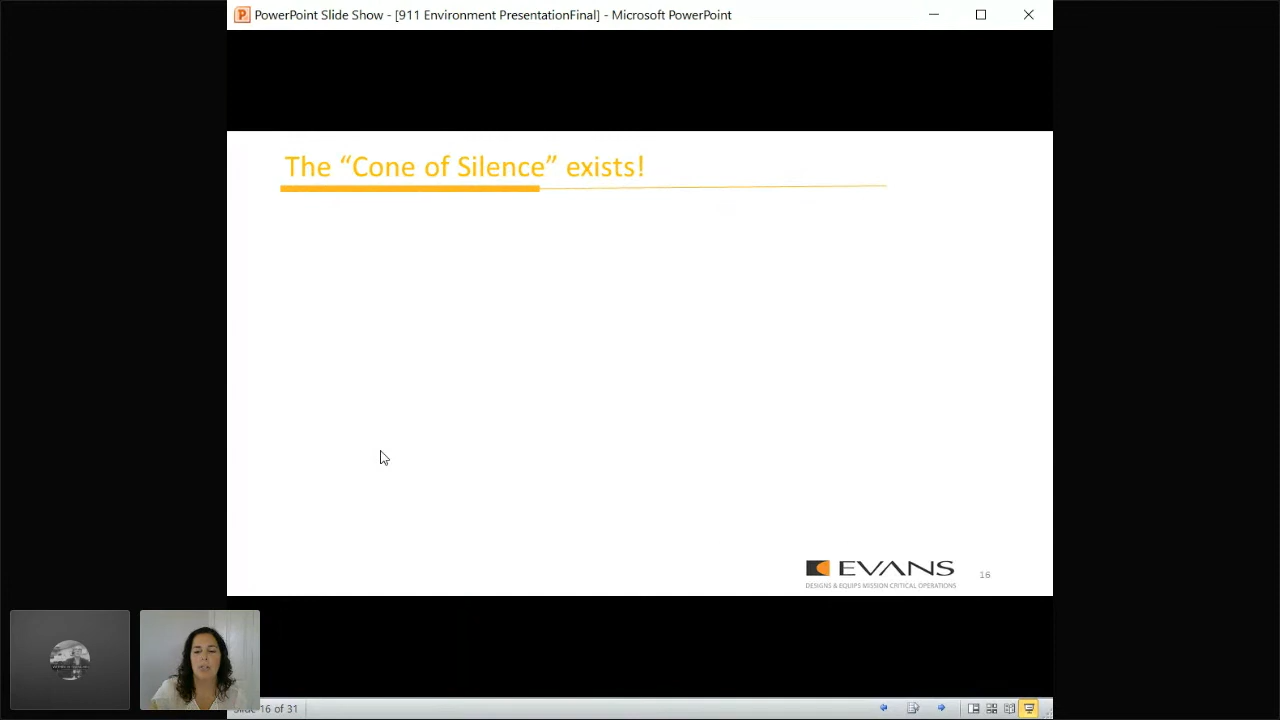 PowerPoint Slide Show - [911 Environment PresentationFinal] - Microsoft PowerPoint
The “Cone of Silence” exists!
EVANS
DESIGNS & EQUIPS MISSION CRITICAL OPERATIONS
16
Slide 16 of 31